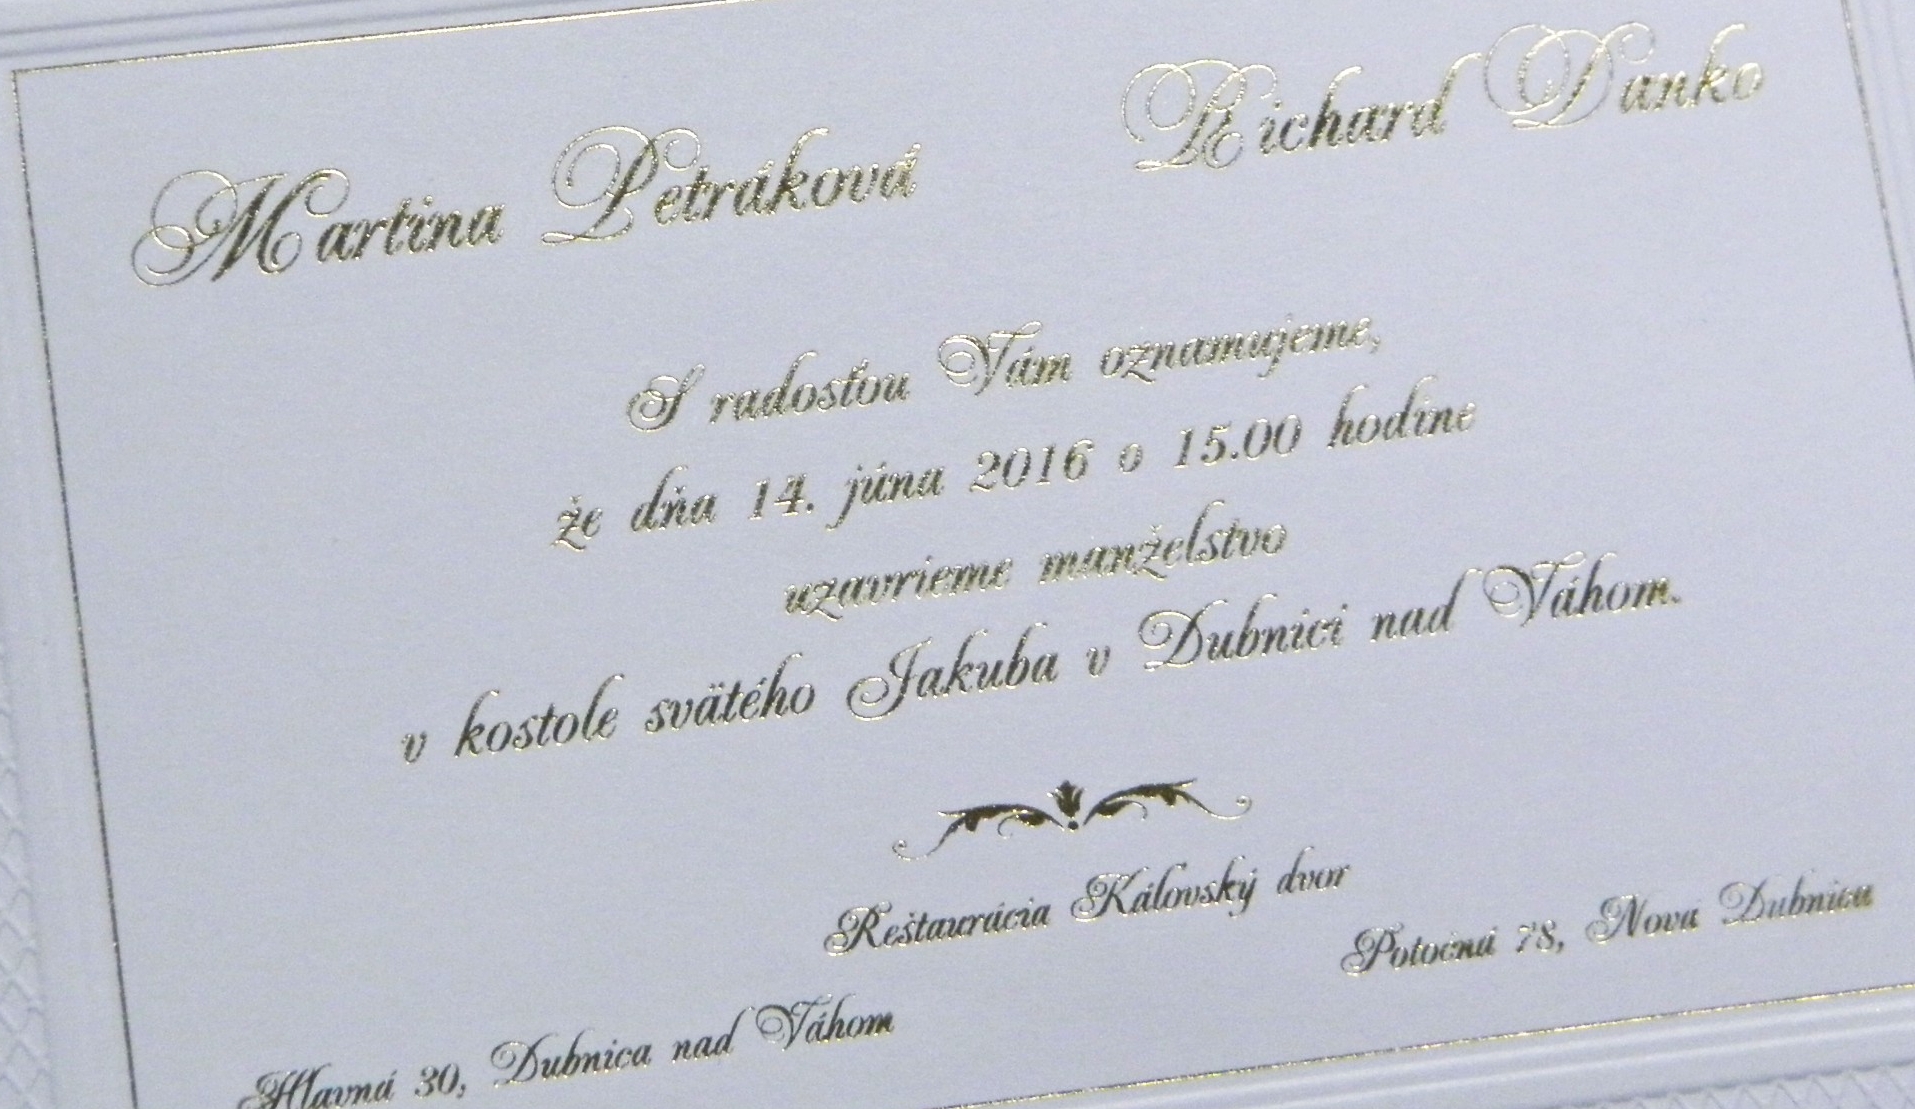 Martina Petráková Richard Danko
S radosťou Vám oznamujeme,
že dňa 14. júna 2016 o 15.00 hodine
uzavrieme manželstvo
v kostole svätého Jakuba v Dubnici nad Váhom.
Reštaurácia Kálovský dvor
Hlavná 30, Dubnica nad Váhom Potočná 78, Nová Dubnica